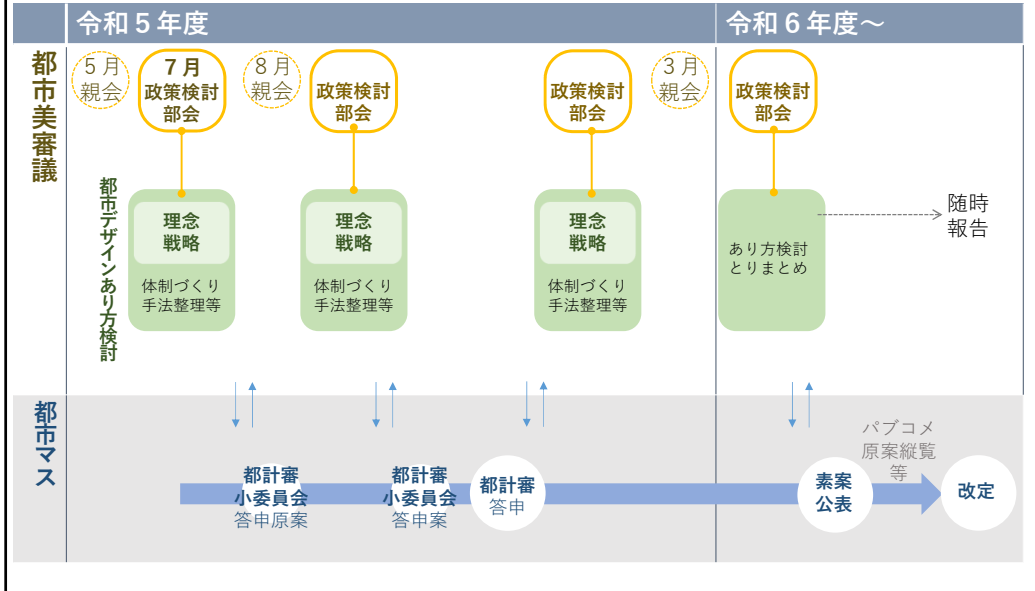 令和５年度
令和６年度～
都市美審議
５月
親会
７月
政策検討
部会
８月
親会
政策検討
部会
政策検討
部会
３月
親会
政策検討
部会
都市デザインあり方検討
理念
戦略
体制づくり
手法整理等
理念
戦略
体制づくり
手法整理等
理念
戦略
体制づくり
手法整理等
あり方検討
とりまとめ
随時
報告
都市マス
都計審
小委員会
答申原案
都計審
小委員会
答申案
都計審
答申
素案
公表
パブコメ
原案縦覧
等
改定